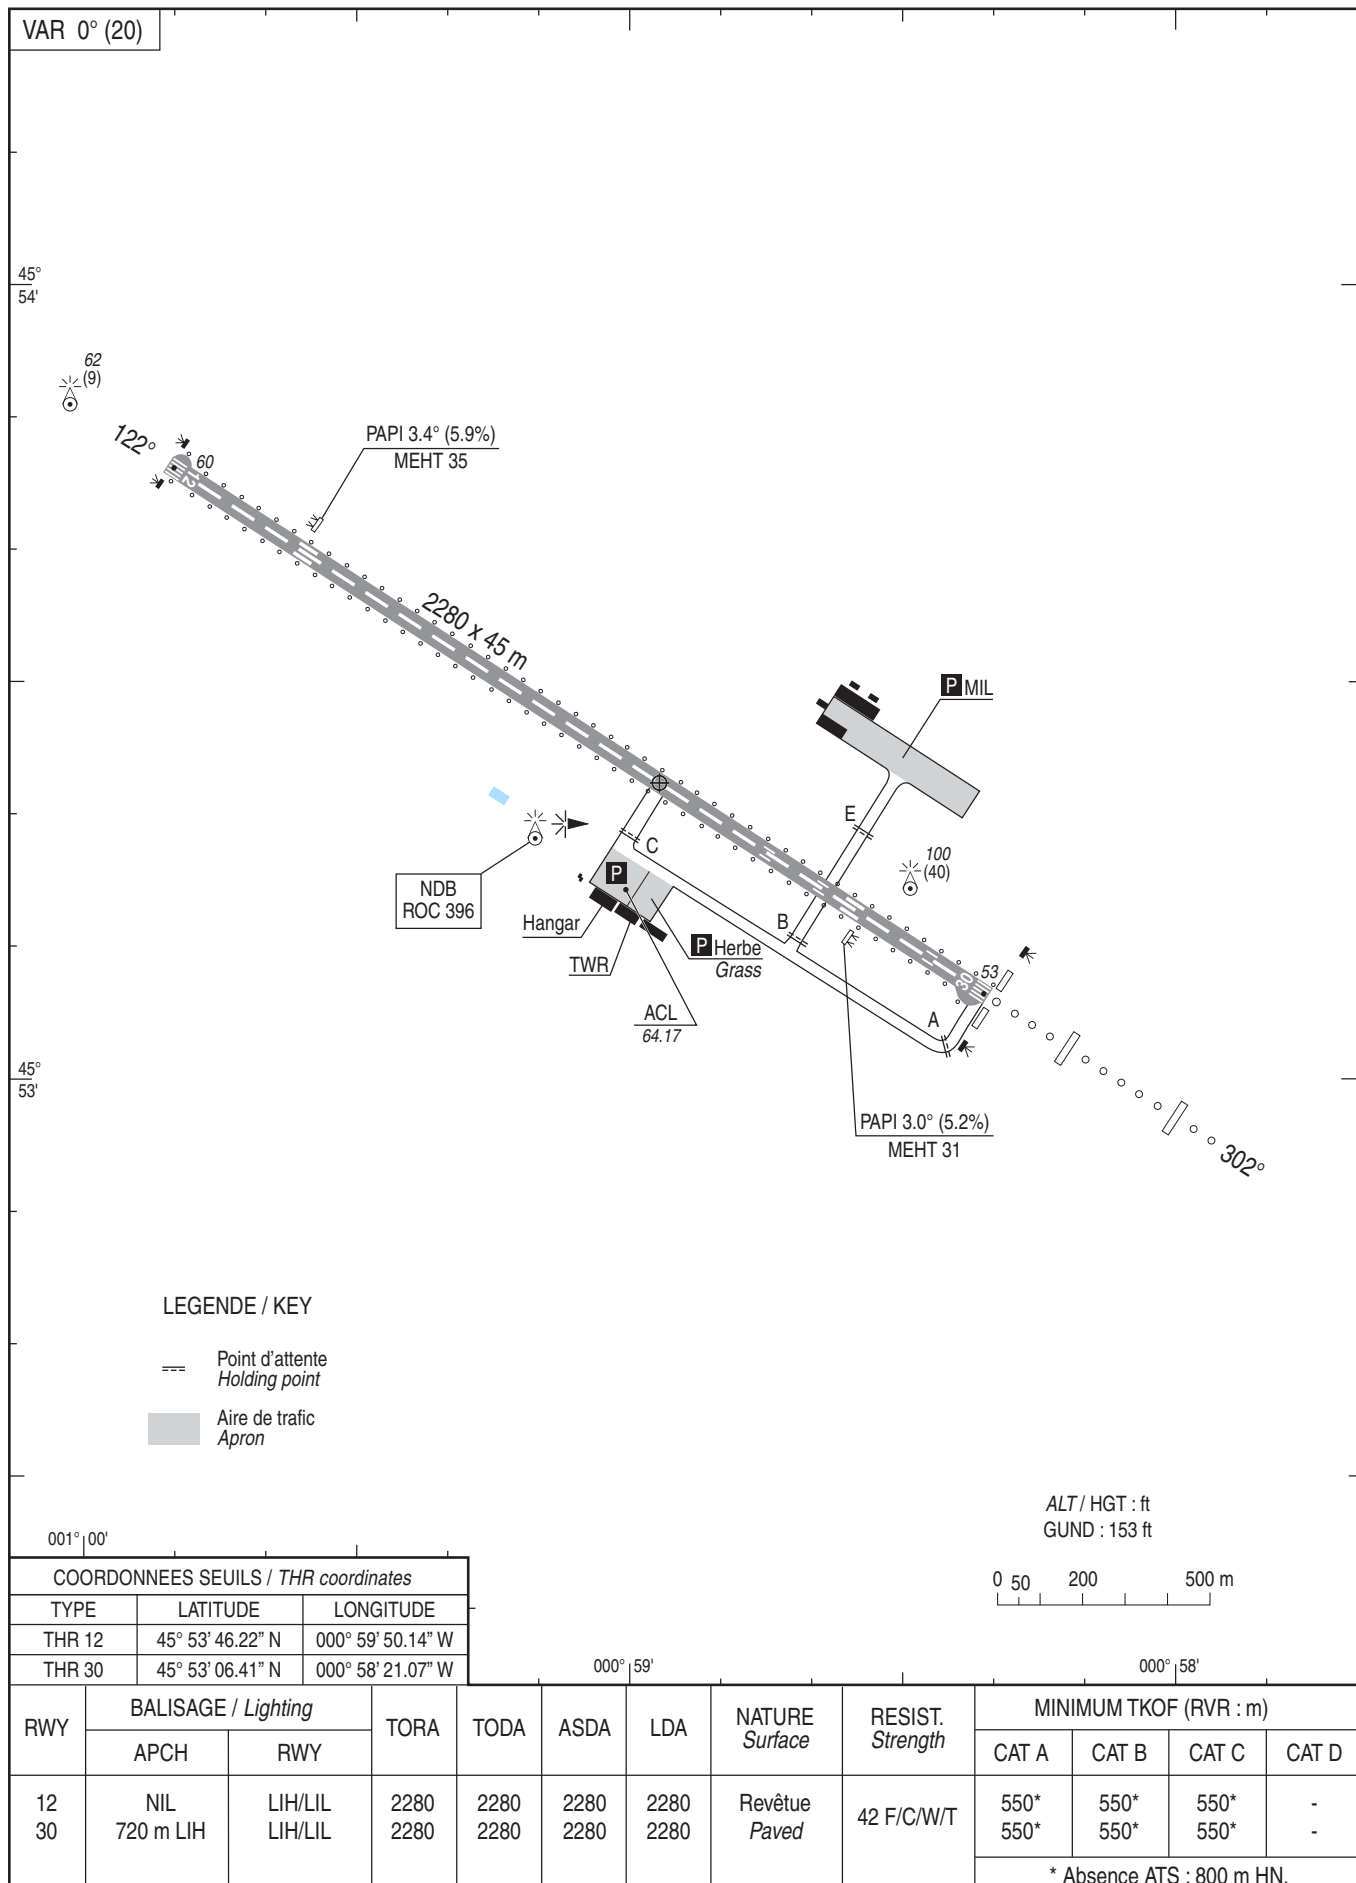 VAR 0° (20)
45°
54'
62
(9)
122°
60
12
PAPI 3.4° (5.9%)
MEHT 35
2280 x 45 m
P MIL
E
100
(40)
C
P
NDB
ROC 396
Hangar
TWR
P Herbe
Grass
B
ACL
64.17
30
53
A
45°
53'
PAPI 3.0° (5.2%)
MEHT 31
302°
LEGENDE / KEY
Point d'attente
Holding point
Aire de trafic
Apron
ALT / HGT : ft
GUND : 153 ft
0 50 200 500 m
001° 00'
000° 59'
000° 58'
COORDONNEES SEUILS / THR coordinates
TYPE LATITUDE LONGITUDE
THR 12 45° 53' 46.22" N 000° 59' 50.14" W
THR 30 45° 53' 06.41" N 000° 58' 21.07" W
RWY BALISAGE / Lighting TORA TODA ASDA LDA NATURE RESIST. MINIMUM TKOF (RVR : m)
Surface Strength
APCH RWY CAT A CAT B CAT C CAT D
12 NIL LIH/LIL 2280 2280 2280 2280 Revêtue 42 F/C/W/T 550* 550* 550* -
30 720 m LIH LIH/LIL 2280 2280 2280 2280 Paved 550* 550* 550* -
* Absence ATS : 800 m HN.